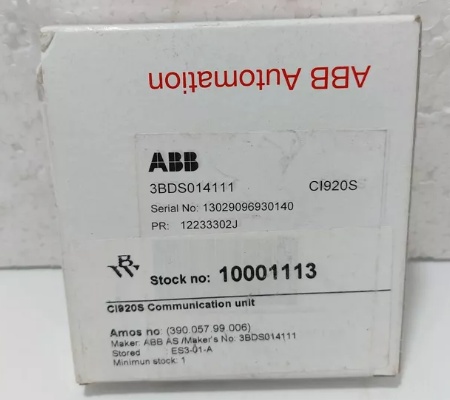 ABB Automation
ABB
3BDS014111 CI920S
Serial No: 13029096930140
PR: 12233302J
Stock no: 10001113
CI920S Communication unit
Amos no: (390.057.99.006)
Maker: ABB AS /Maker's No: 3BDS014111
Stored ES3-01-A
Minimun stock: 1